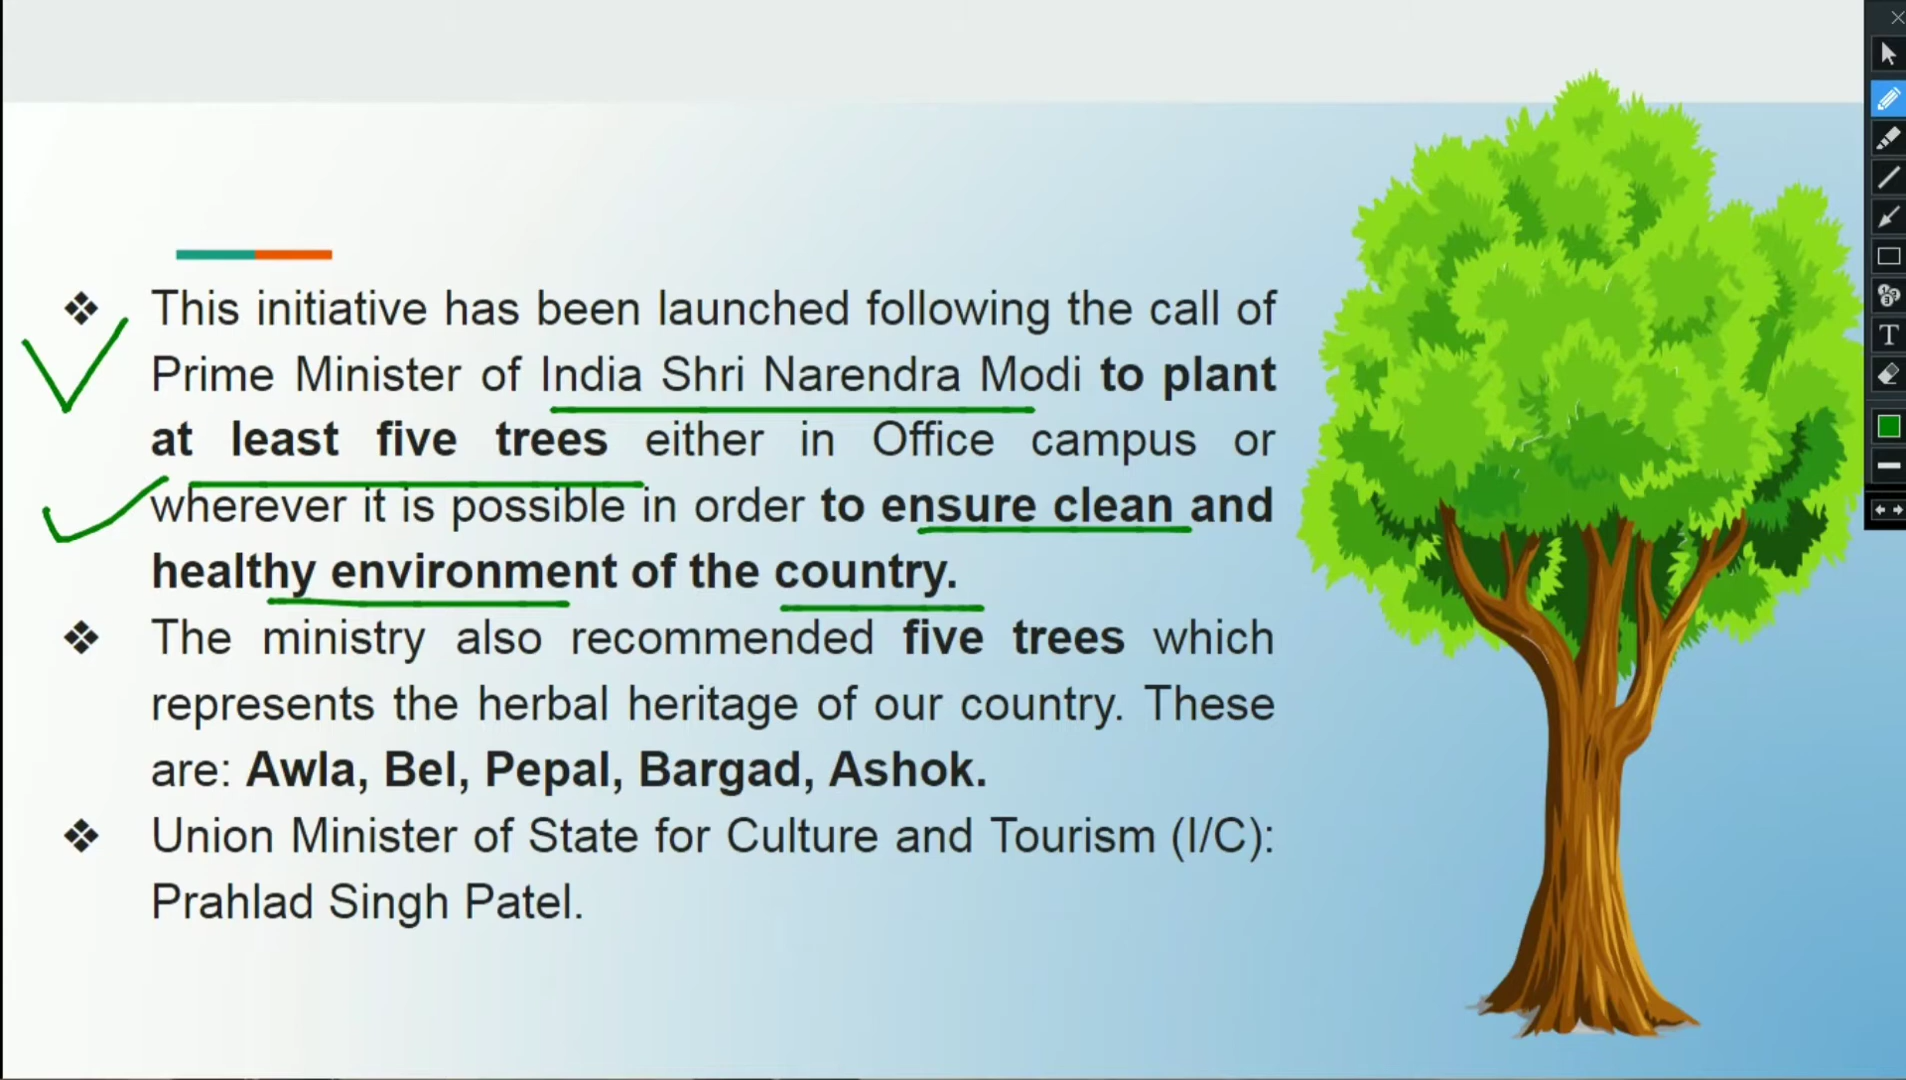 ❖ This initiative has been launched following the call of
Prime Minister of India Shri Narendra Modi to plant
at least five trees either in Office campus or
wherever it is possible in order to ensure clean and
healthy environment of the country.
❖ The ministry also recommended five trees which
represents the herbal heritage of our country. These
are: Awla, Bel, Pepal, Bargad, Ashok.
❖ Union Minister of State for Culture and Tourism (I/C):
Prahlad Singh Patel.